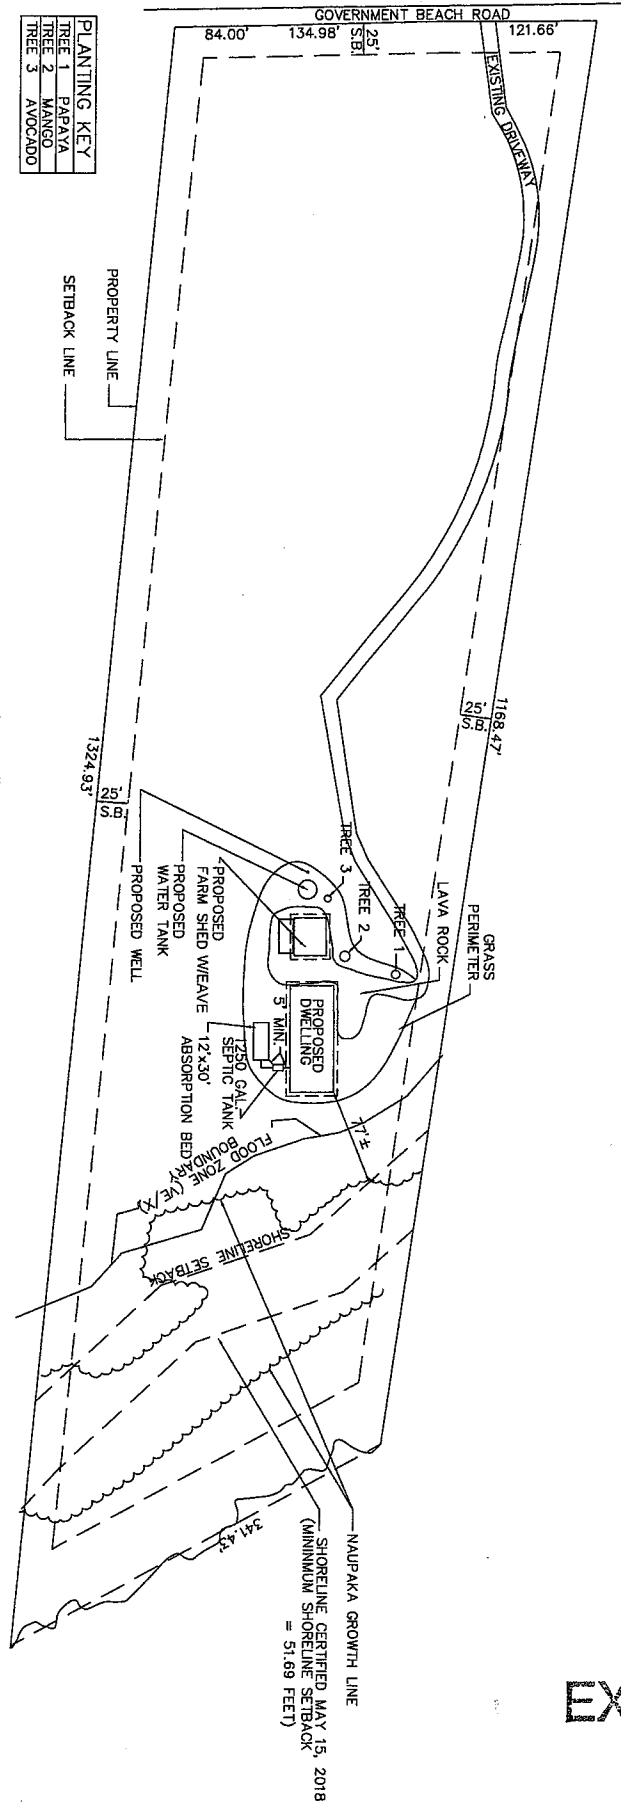 GOVERNMENT BEACH ROAD
84.00'
134.98'
25'
S.B.
121.66'
EXISTING DRIVEWAY
PLANTING KEY
TREE 1 PAPAYA
TREE 2 MANGO
TREE 3 AVOCADO
PROPERTY LINE
SETBACK LINE
25'
S.B.
1168.47'
1324.93'
25'
S.B.
TREE 3
TREE 2
TREE 1
LAVA ROCK
GRASS
PERIMETER
PROPOSED
FARM SHED W/EAVE
PROPOSED
WATER TANK
PROPOSED WELL
PROPOSED
DWELLING
5' MIN.
1250 GAL.
SEPTIC TANK
12'x30'
ABSORPTION BED
77'±
FLOOD ZONE (VE/X)
BOUNDARY
SHORELINE SETBACK
341.43'
NAUPAKA GROWTH LINE
SHORELINE CERTIFIED MAY 15, 2018
(MININMUM SHORELINE SETBACK
= 51.69 FEET)
EX